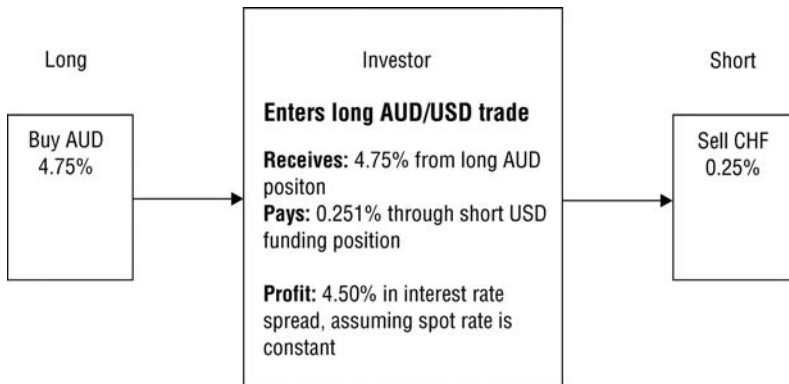 Long
Investor
Short
Buy AUD
4.75%
Enters long AUD/USD trade
Receives: 4.75% from long AUD
positon
Pays: 0.251% through short USD
funding position
Profit: 4.50% in interest rate
spread, assuming spot rate is
constant
Sell CHF
0.25%